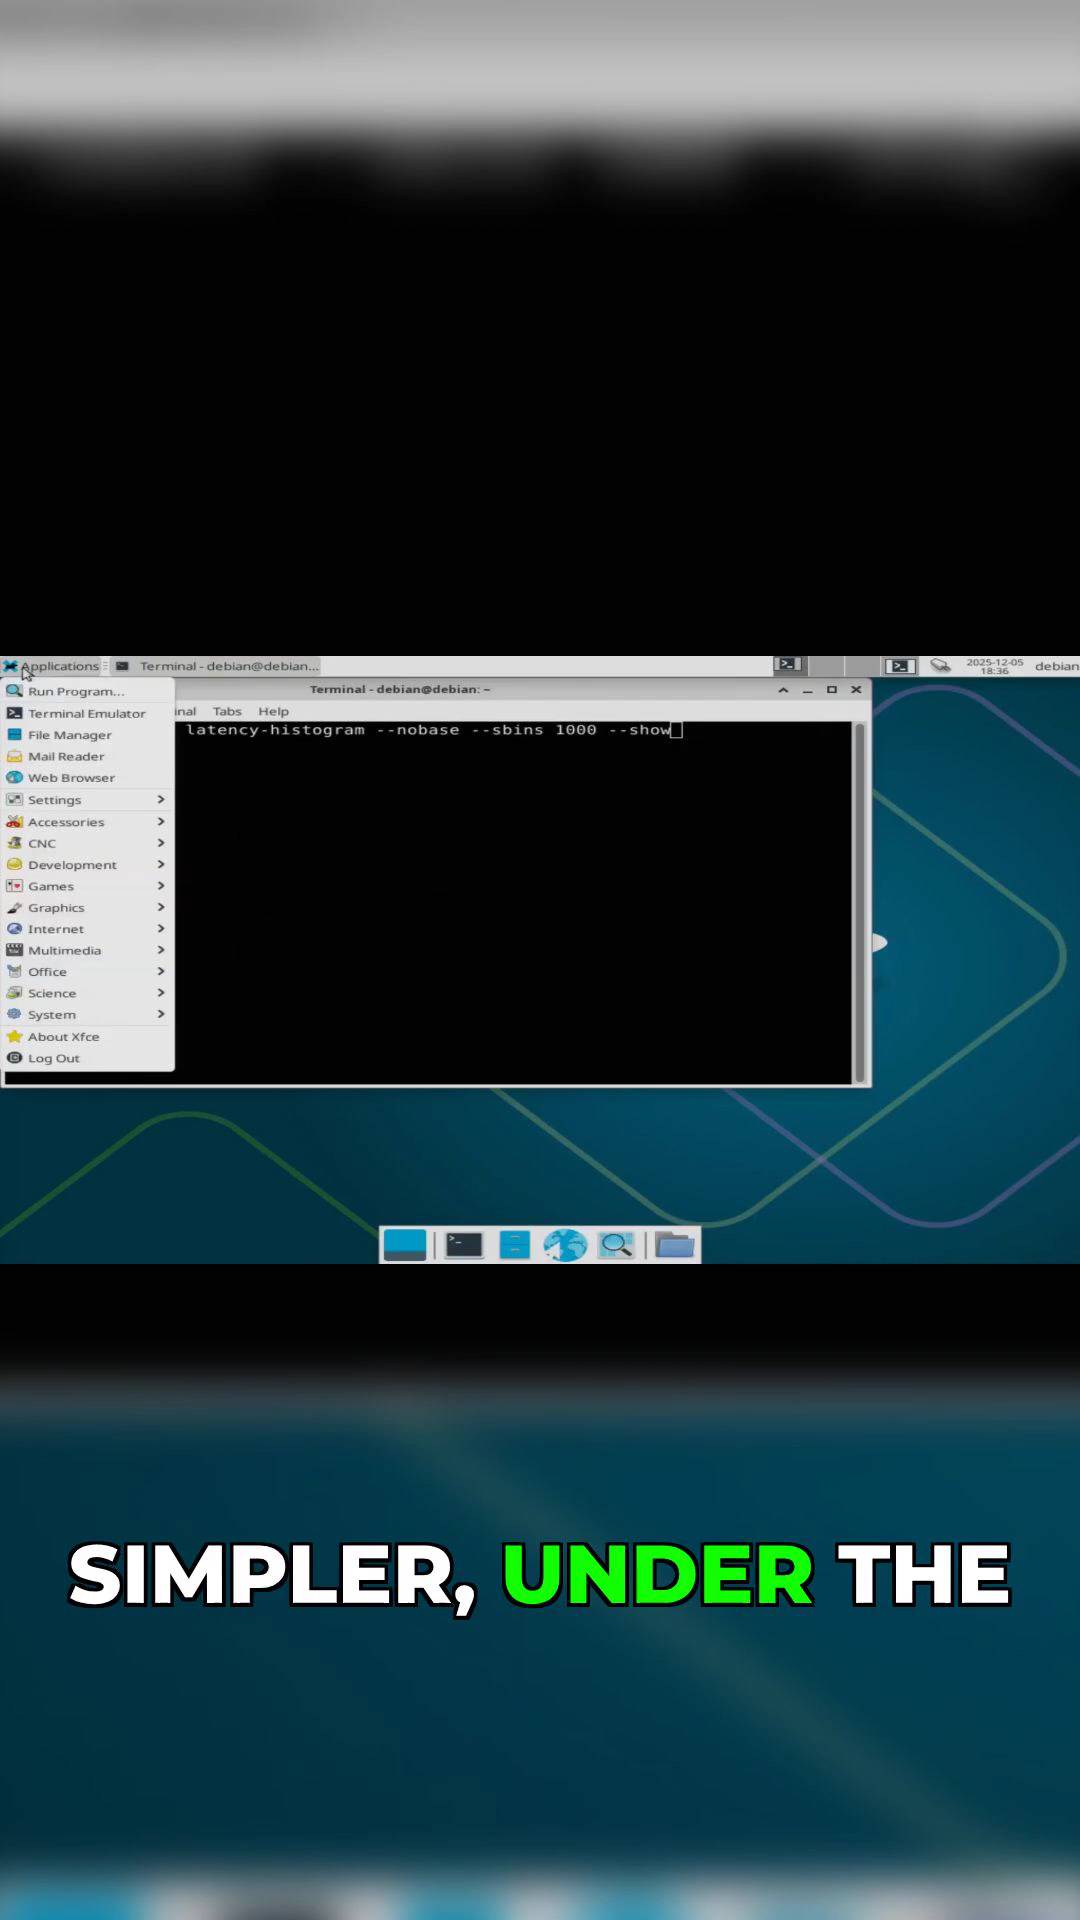 Applications
Terminal - debian@debian...
2025-12-05
18:36
debian
Terminal - debian@debian: ~
Run Program...
Terminal Emulator
File Manager
Mail Reader
Web Browser
Settings
Accessories
CNC
Development
Games
Graphics
Internet
Multimedia
Office
Science
System
About Xfce
Log Out
inal Tabs Help
latency-histogram --nobase --sbins 1000 --show
SIMPLER, UNDER THE